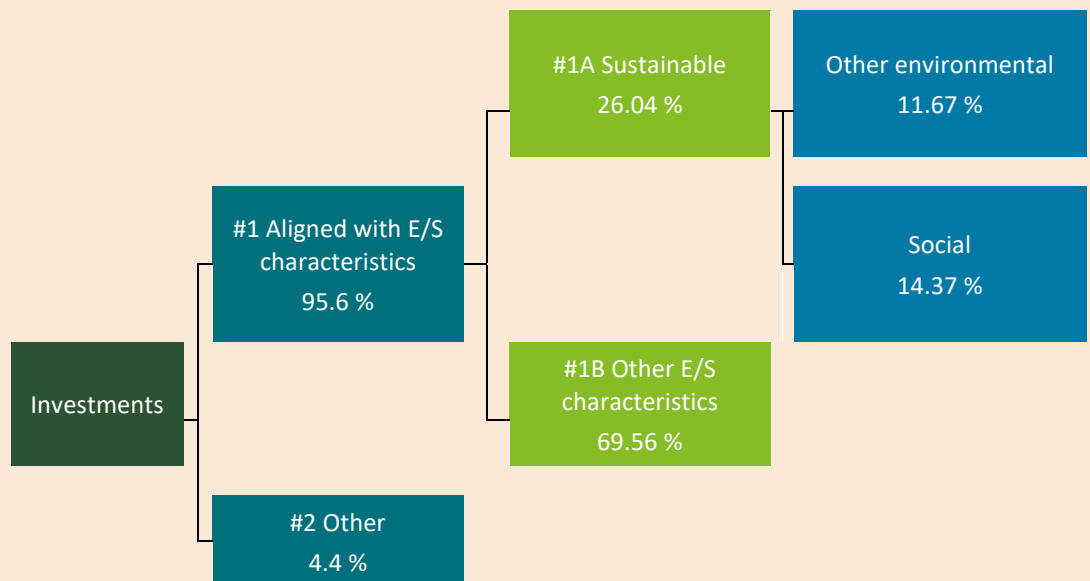 Investments
#1 Aligned with E/S
characteristics
95.6 %
#2 Other
4.4 %
#1A Sustainable
26.04 %
#1B Other E/S
characteristics
69.56 %
Other environmental
11.67 %
Social
14.37 %